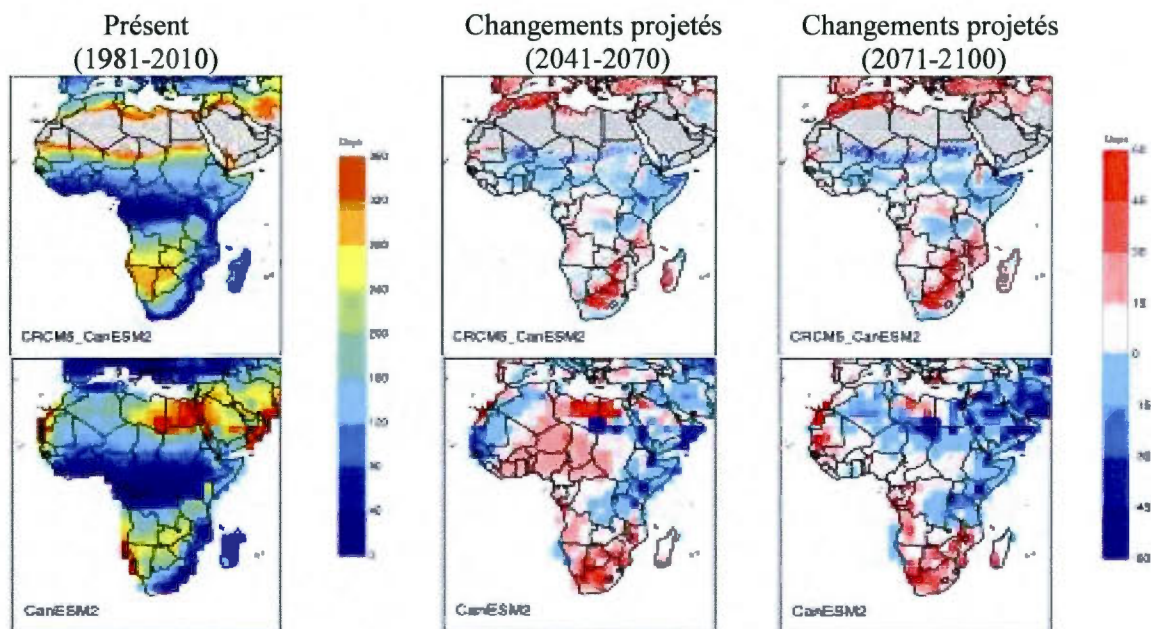 Présent
(1981-2010)
Changements projetés
(2041-2070)
Changements projetés
(2071-2100)
Days
360
320
280
240
200
160
120
80
40
0
Days
60
45
30
15
0
15
30
45
60
CRCM5_CanESM2
CRCM5_CanESM2
CRCM5_CanESM2
CanESM2
CanESM2
CanESM2